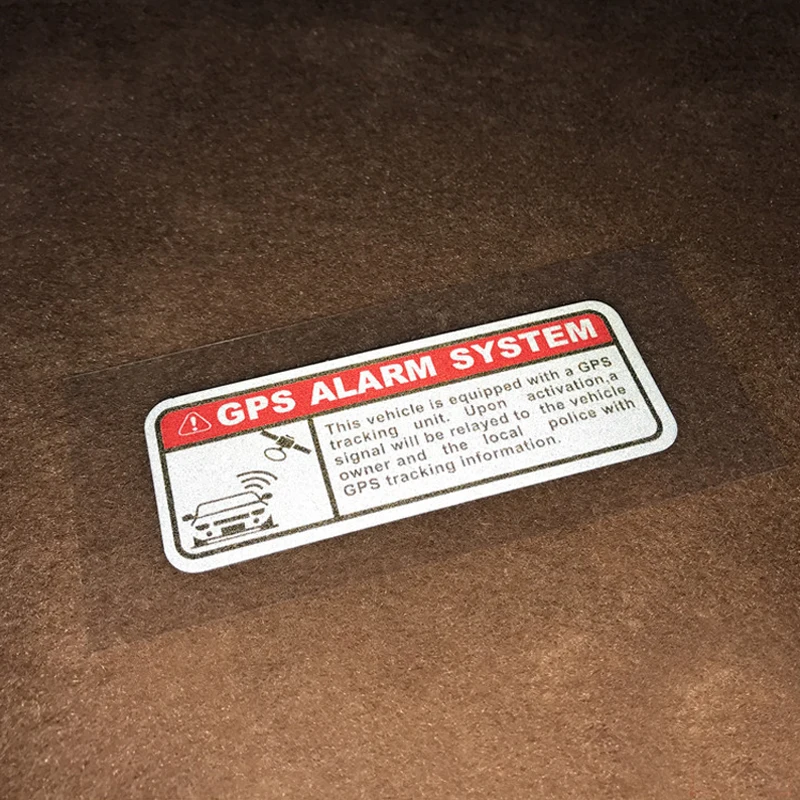 GPS ALARM SYSTEM
This vehicle is equipped with a GPS
tracking unit. Upon activation,a
signal will be relayed to the vehicle
owner and the local police with
GPS tracking information.